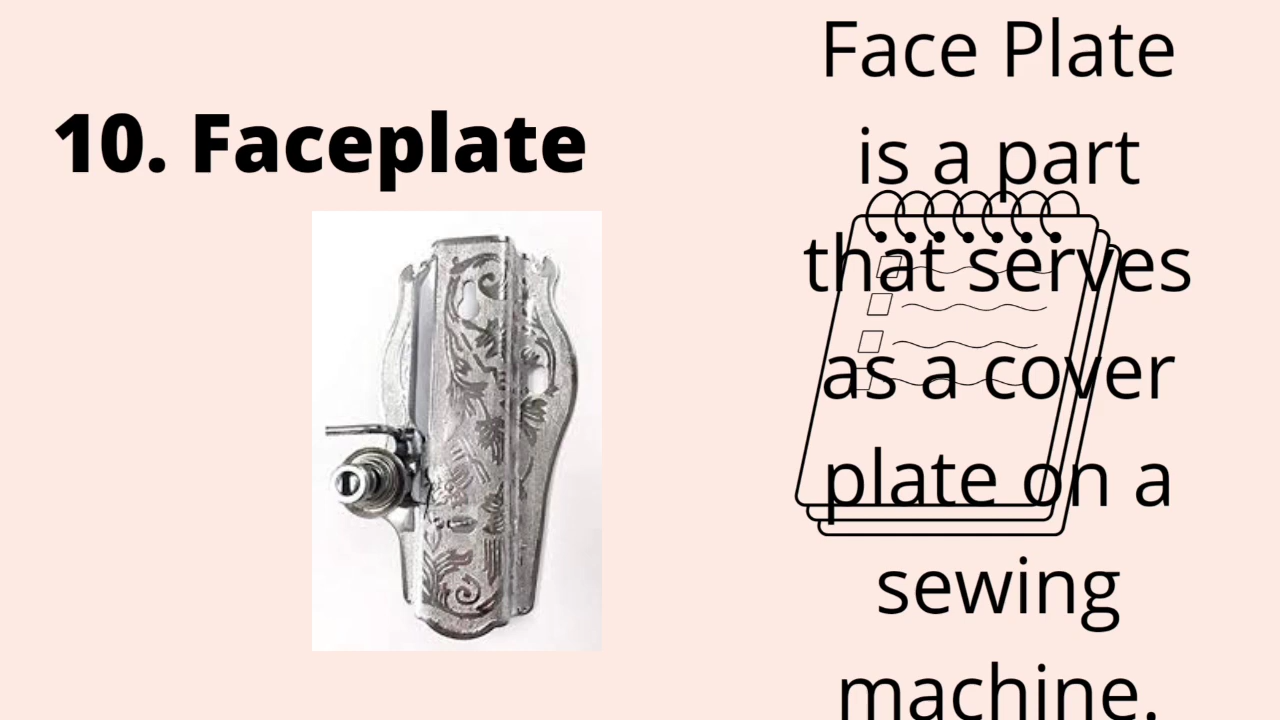 10. Faceplate
Face Plate
is a part
that serves
as a cover
plate on a
sewing
machine.